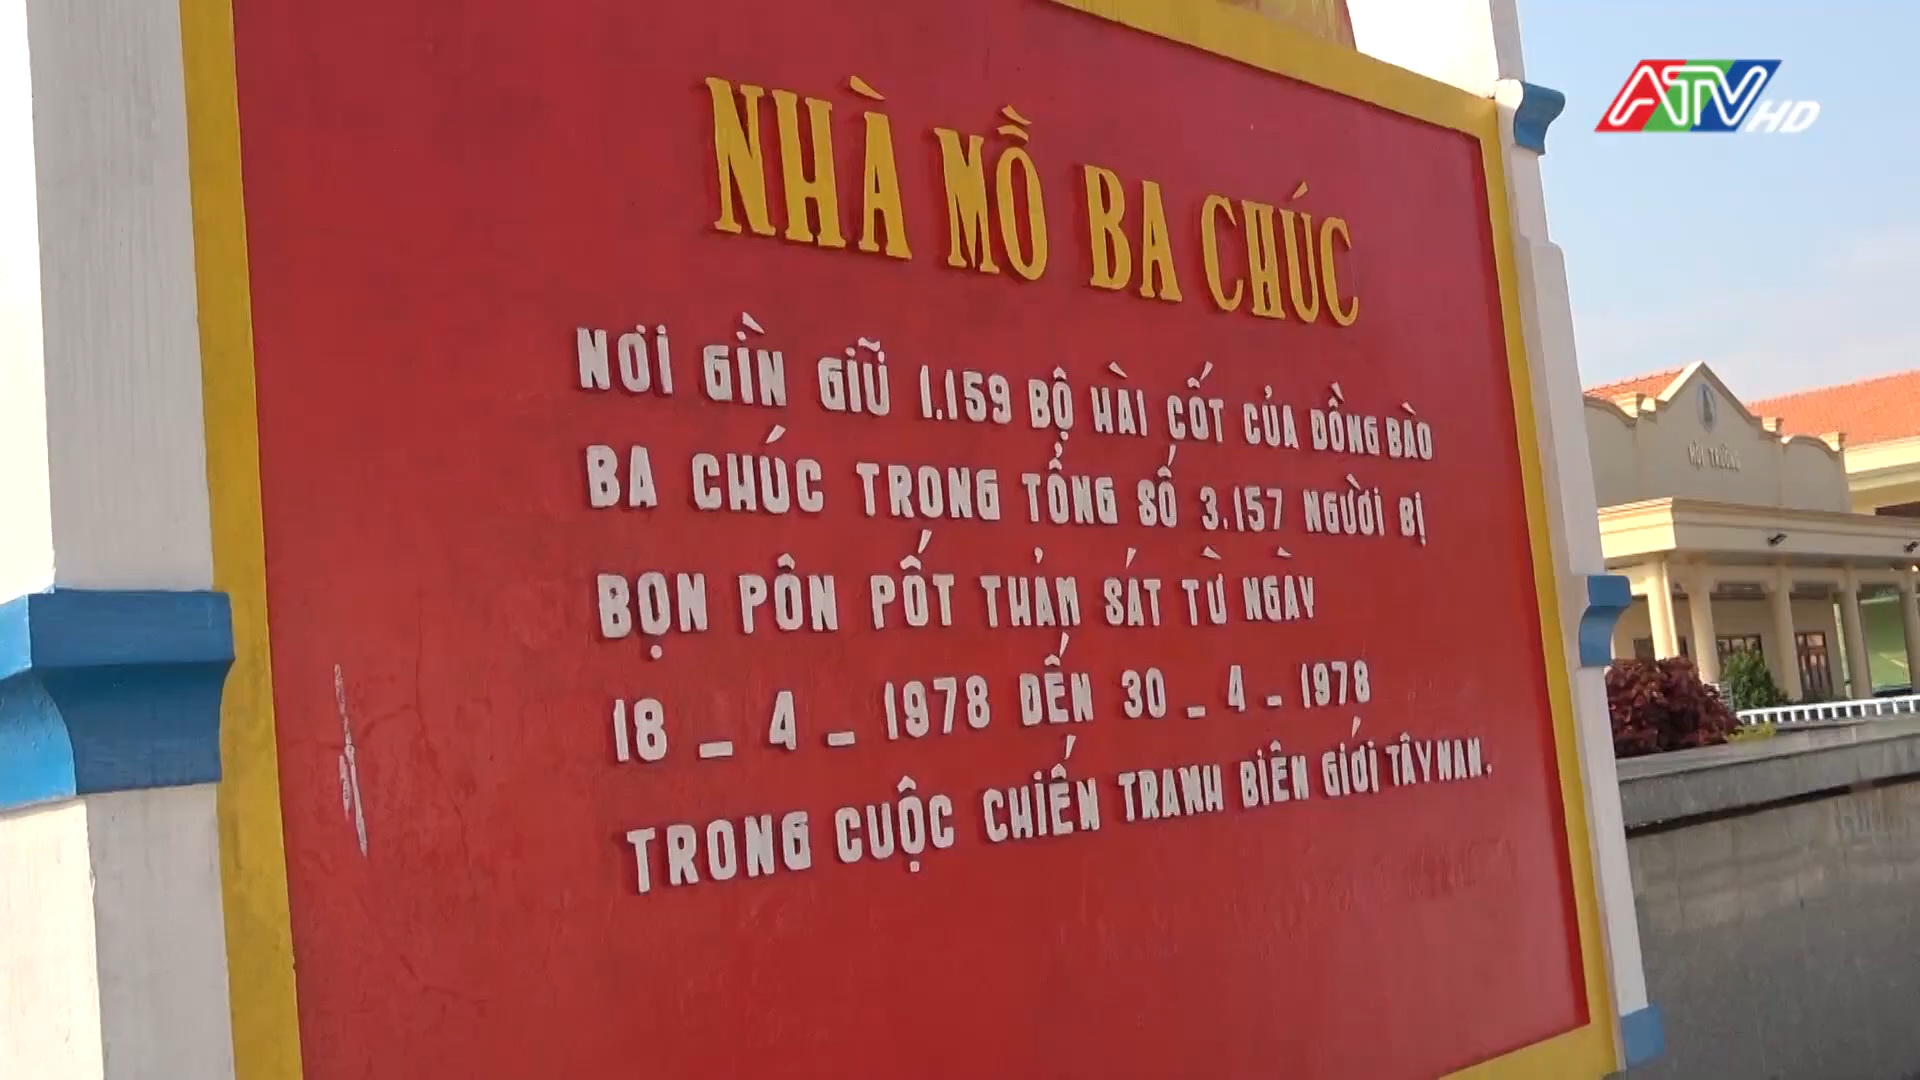 NHÀ MỒ BA CHÚC
NƠI GÌN GIỮ 1.159 BỘ HÀI CỐT CỦA ĐỒNG BÀO
BA CHÚC TRONG TỔNG SỐ 3.157 NGƯỜI BỊ
BỌN PÔN PỐT THẢM SÁT TỪ NGÀY
18 _ 4 _ 1978 ĐẾN 30 _ 4 _ 1978
TRONG CUỘC CHIẾN TRANH BIÊN GIỚI TÂY NAM.
ATV HD
HỘI TRƯỜNG